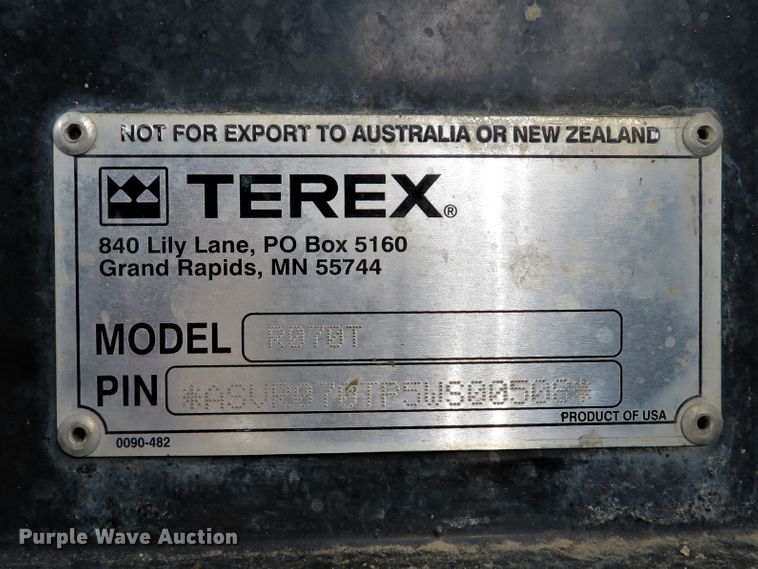 NOT FOR EXPORT TO AUSTRALIA OR NEW ZEALAND
TEREX®
840 Lily Lane, PO Box 5160
Grand Rapids, MN 55744
MODEL R070T
PIN *ASVR070TP5WS00508*
PRODUCT OF USA
0090-482
Purple Wave Auction